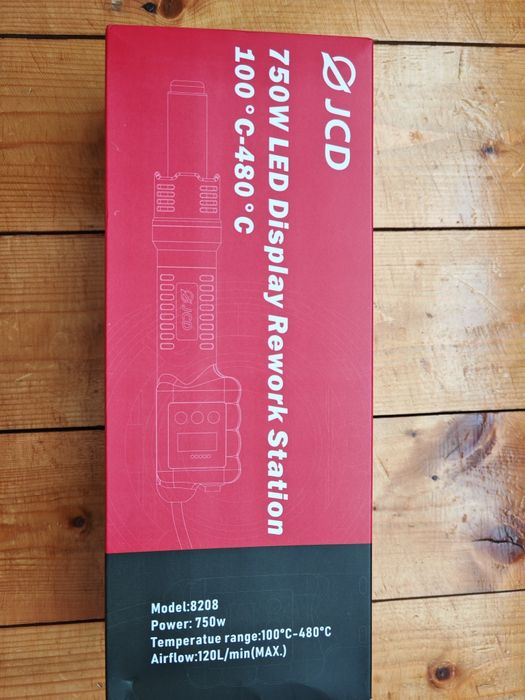 JCD
750W LED Display Rework Station
100°C-480°C
JCD
Model:8208
Power: 750w
Temperatue range:100°C-480°C
Airflow:120L/min(MAX.)